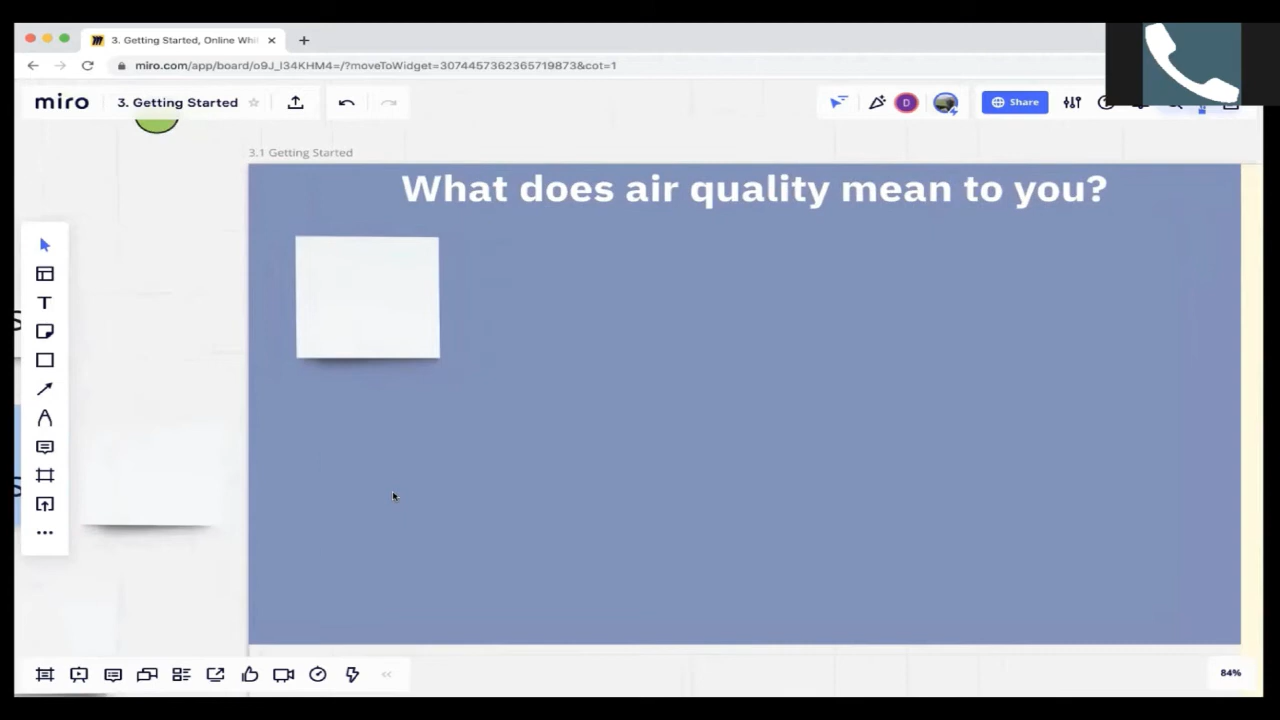 3. Getting Started, Online Whi
miro.com/app/board/o9J_l34KHM4=/?moveToWidget=3074457362365719873&cot=1
miro
3. Getting Started
D
Share
3.1 Getting Started
What does air quality mean to you?
84%